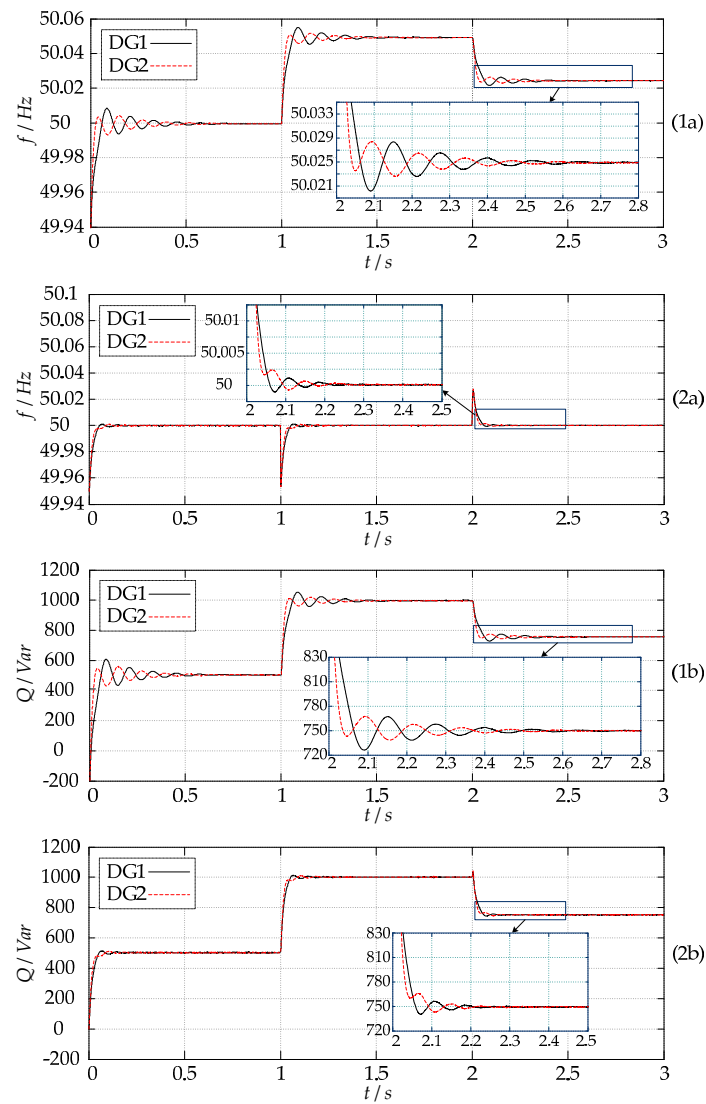 50.06
50.04
50.02
50
49.98
49.96
49.94
f / Hz
DG1
DG2
50.033
50.029
50.025
50.021
2 2.1 2.2 2.3 2.4 2.5 2.6 2.7 2.8
0 0.5 1 1.5 2 2.5 3
t / s
(1a)
50.1
50.08
50.06
50.04
50.02
50
49.98
49.96
49.94
f / Hz
DG1
DG2
50.01
50.005
50
2 2.1 2.2 2.3 2.4 2.5
0 0.5 1 1.5 2 2.5 3
t / s
(2a)
1200
1000
800
600
400
200
0
-200
Q / Var
DG1
DG2
830
810
780
750
720
2 2.1 2.2 2.3 2.4 2.5 2.6 2.7 2.8
0 0.5 1 1.5 2 2.5 3
t / s
(1b)
1200
1000
800
600
400
200
0
-200
Q / Var
DG1
DG2
830
810
780
750
720
2 2.1 2.2 2.3 2.4 2.5
0 0.5 1 1.5 2 2.5 3
t / s
(2b)